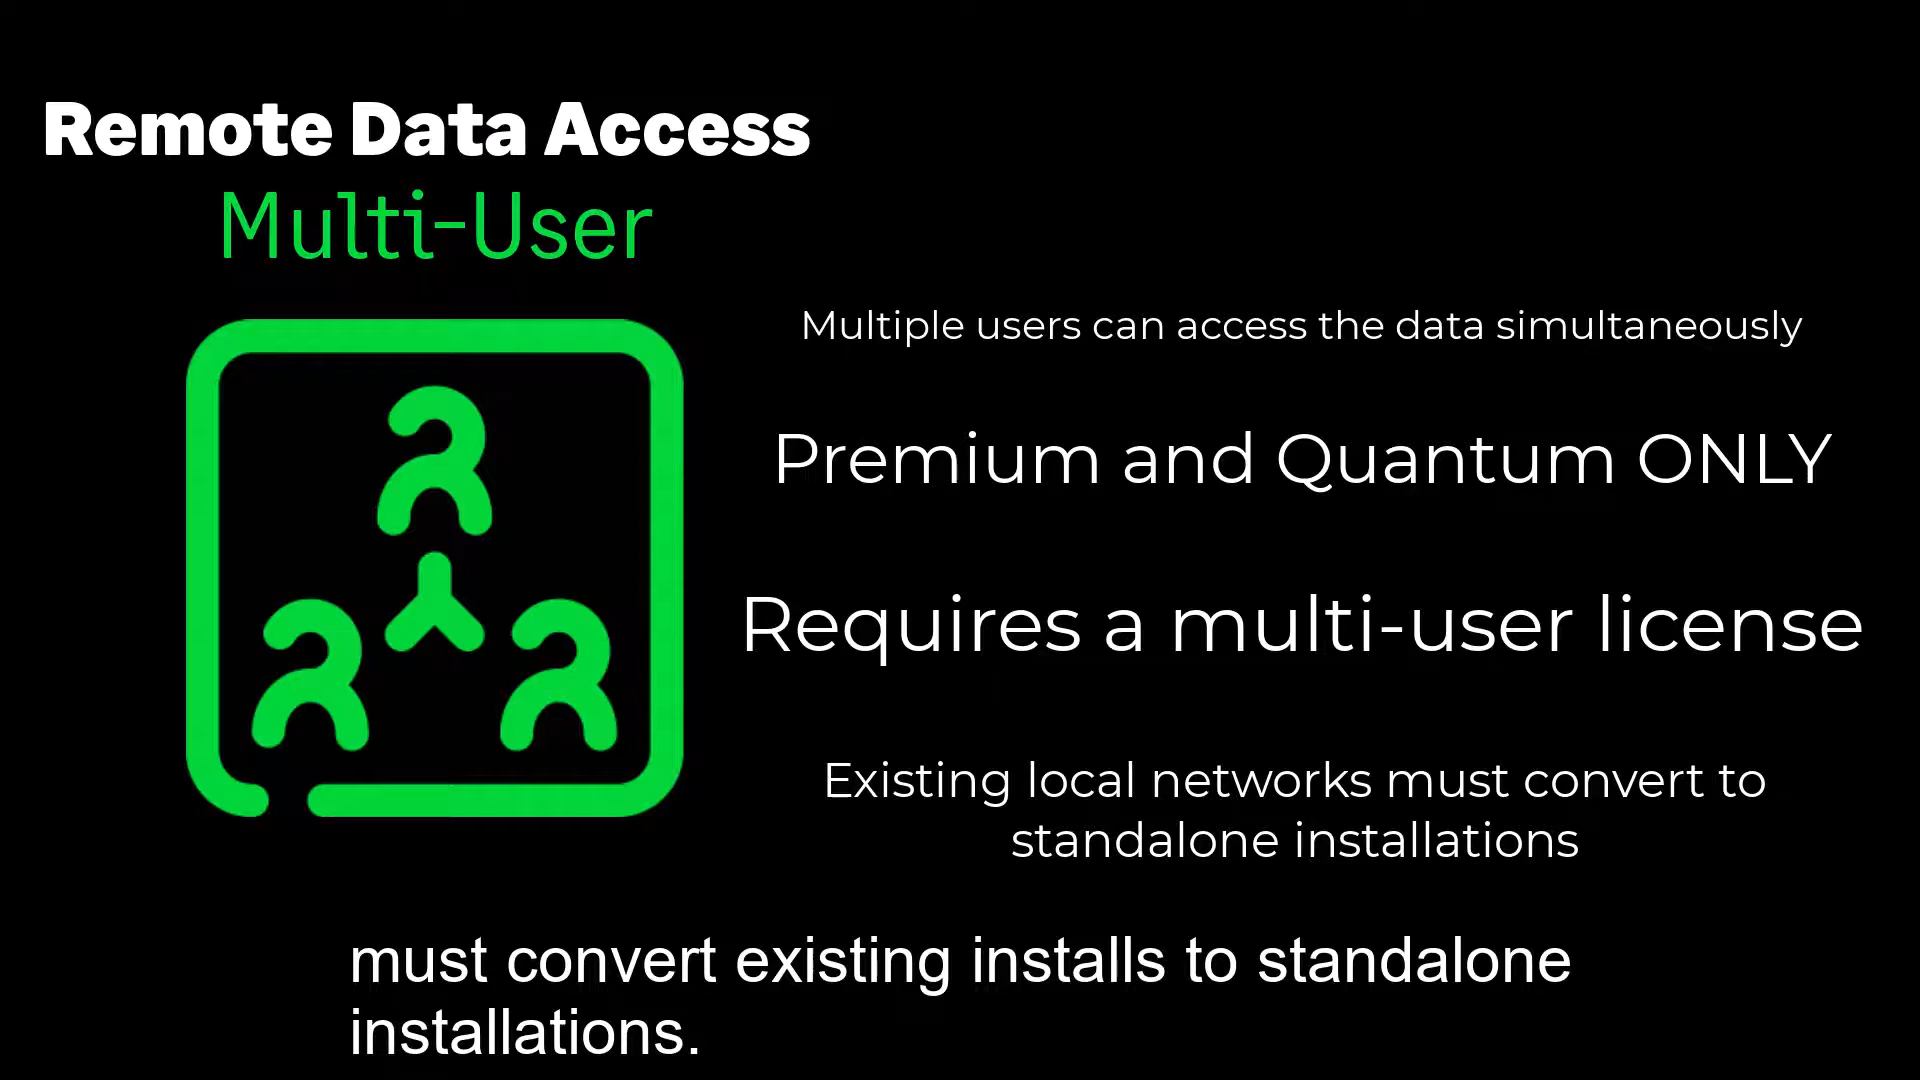 Remote Data Access
Multi-User
Multiple users can access the data simultaneously
Premium and Quantum ONLY
Requires a multi-user license
Existing local networks must convert to
standalone installations
must convert existing installs to standalone
installations.